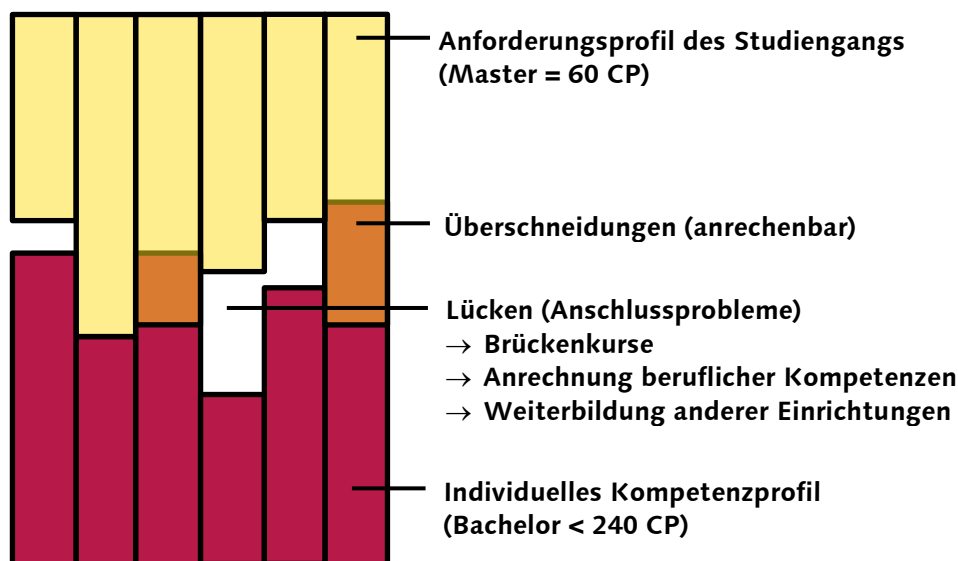 Anforderungsprofil des Studiengangs
(Master = 60 CP)
Überschneidungen (anrechenbar)
Lücken (Anschlussprobleme)
→ Brückenkurse
→ Anrechnung beruflicher Kompetenzen
→ Weiterbildung anderer Einrichtungen
Individuelles Kompetenzprofil
(Bachelor < 240 CP)